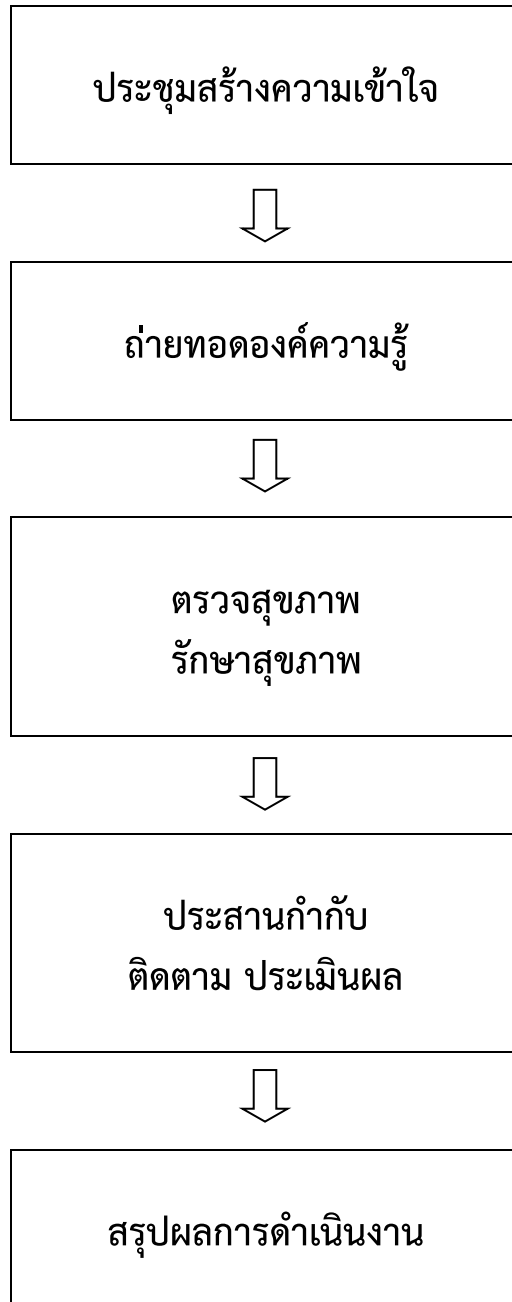 ประชุมสร้างความเข้าใจ
ถ่ายทอดองค์ความรู้
ตรวจสุขภาพ
รักษาสุขภาพ
ประสานกำกับ
ติดตาม ประเมินผล
สรุปผลการดำเนินงาน